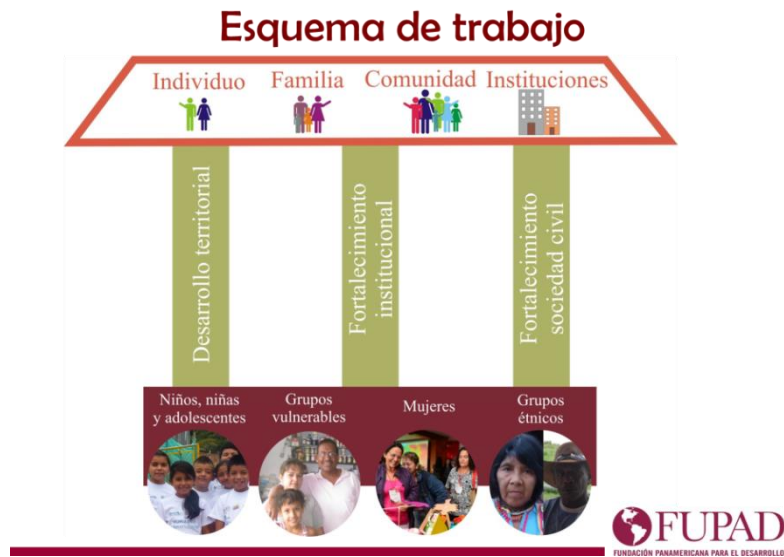 Esquema de trabajo
Individuo Familia Comunidad Instituciones
Desarrollo territorial
Fortalecimiento
institucional
Fortalecimiento
sociedad civil
Niños, niñas
y adolescentes
Grupos
vulnerables
Mujeres
Grupos
étnicos
FUPAD
FUNDACIÓN PANAMERICANA PARA EL DESARROLLO